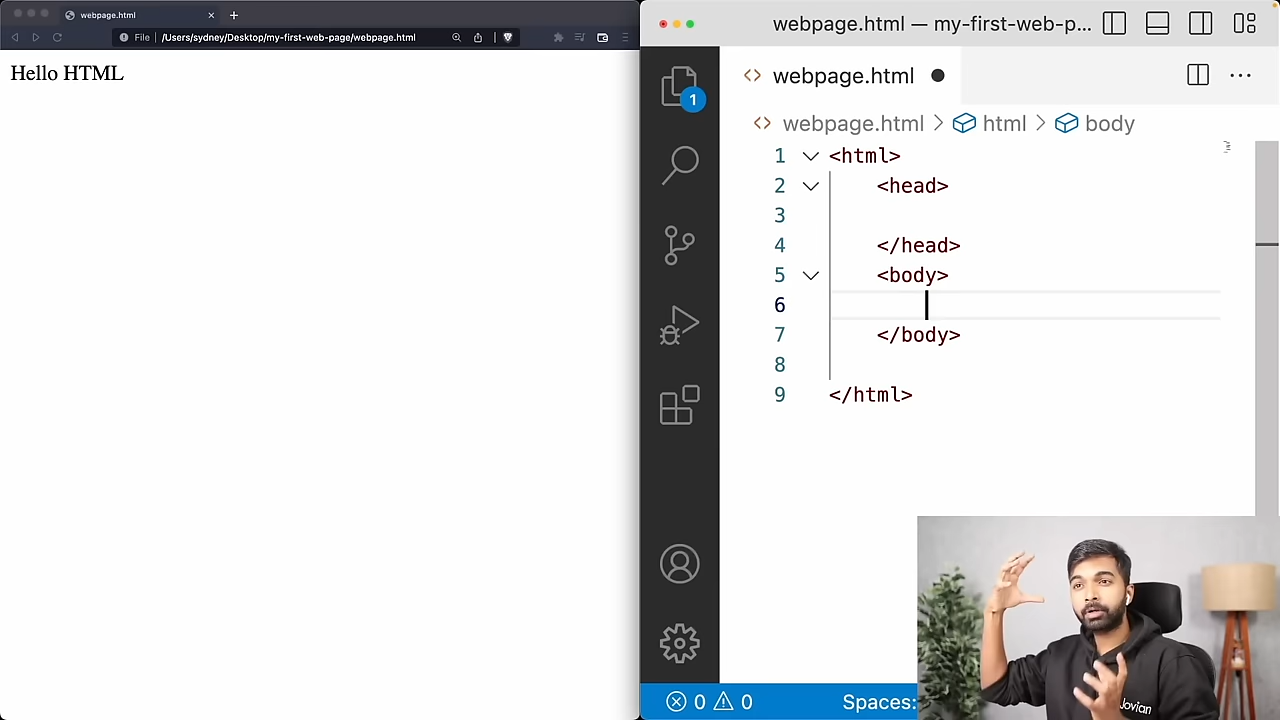 webpage.html
File | /Users/sydney/Desktop/my-first-web-page/webpage.html
Hello HTML
webpage.html — my-first-web-p...
webpage.html
webpage.html > html > body
1 <html>
2 <head>
3
4 </head>
5 <body>
6
7 </body>
8
9 </html>
1
0 0
Spaces:
Jovian